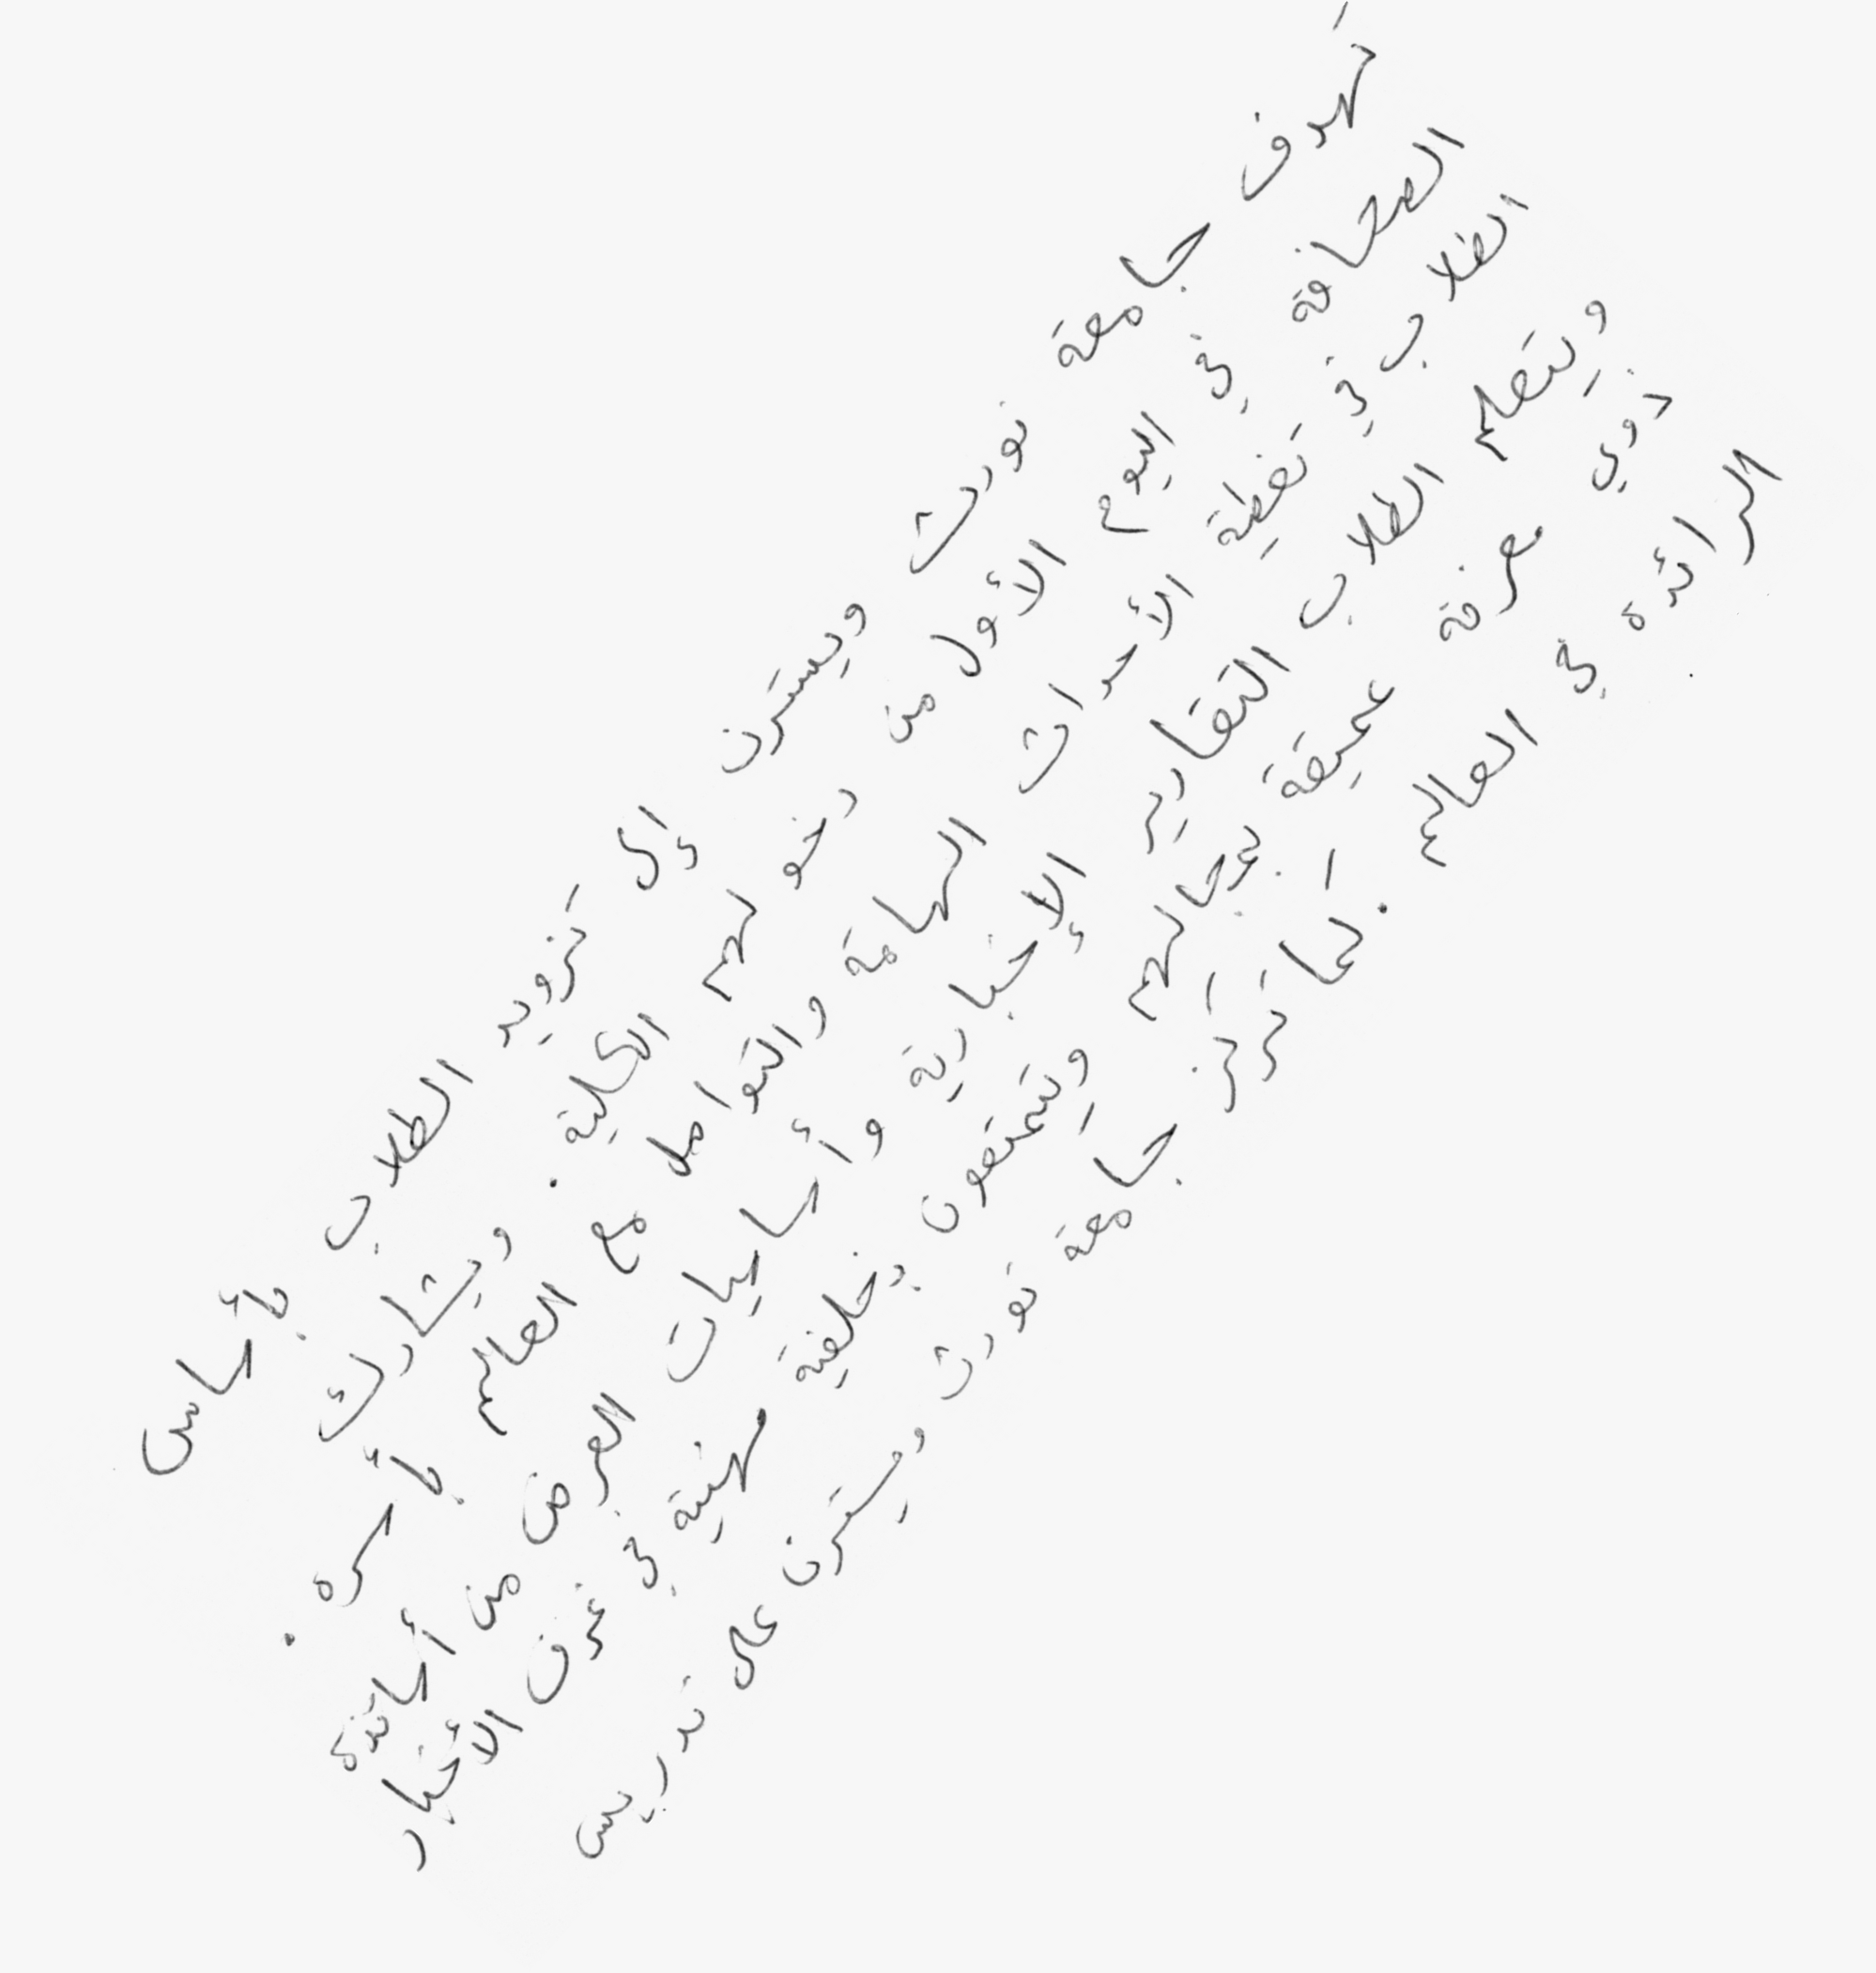 تهدف جامعة نورث ويسترن إلى تزويد الطلاب بأساس
الصحافة في اليوم الأول من دخولهم الكلية. ويشارك
الطلاب في تغطية الأحداث الهامة والتواصل مع العالم بأسره.
ويتعلم الطلاب التقارير الإخبارية وأساسيات العرض من أساتذة
ذوي معرفة عميقة بمجالهم ويتمتعون بخلفية مهنية في غرف الأخبار
الرائدة في العالم. كما تركز جامعة نورث ويسترن على تدريس